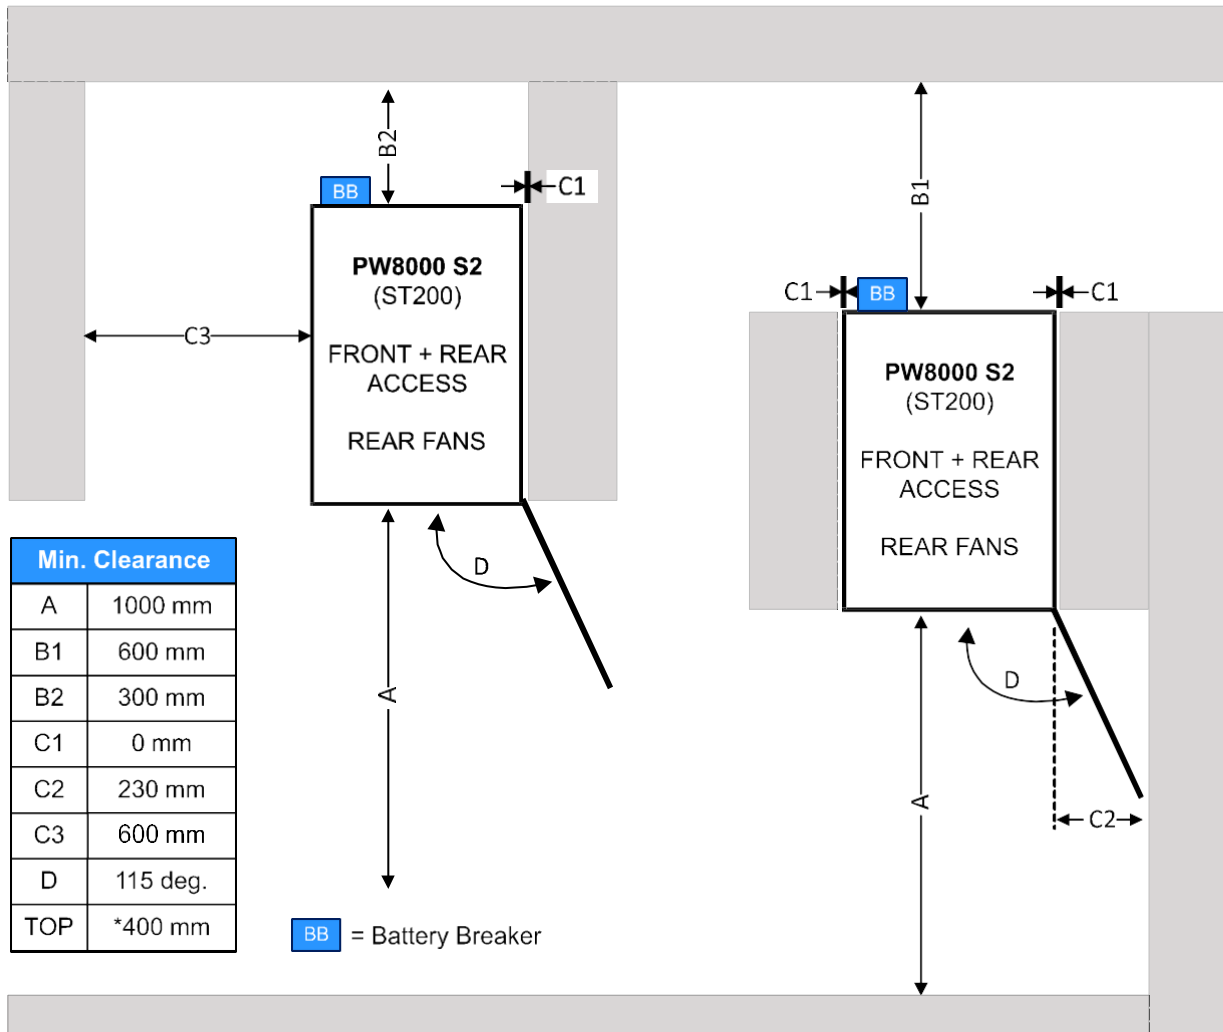 B2
C1
BB
PW8000 S2
(ST200)
FRONT + REAR
ACCESS
REAR FANS
C3
D
A
B1
C1
BB
C1
PW8000 S2
(ST200)
FRONT + REAR
ACCESS
REAR FANS
D
A
C2
Min. Clearance
A 1000 mm
B1 600 mm
B2 300 mm
C1 0 mm
C2 230 mm
C3 600 mm
D 115 deg.
TOP *400 mm
BB = Battery Breaker